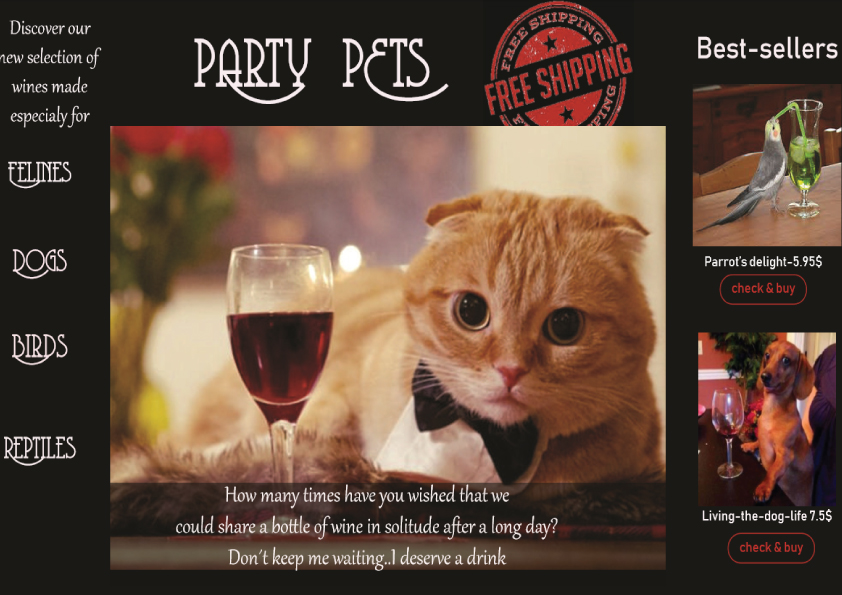 Discover our
new selection of
wines made
especialy for
FELINES
DOGS
BIRDS
REPTILES
PARTY PETS
FREE SHIPPING
FREE SHIPPING
How many times have you wished that we
could share a bottle of wine in solitude after a long day?
Don´t keep me waiting..I deserve a drink
Best-sellers
Parrot's delight-5.95$
check & buy
Living-the-dog-life 7.5$
check & buy